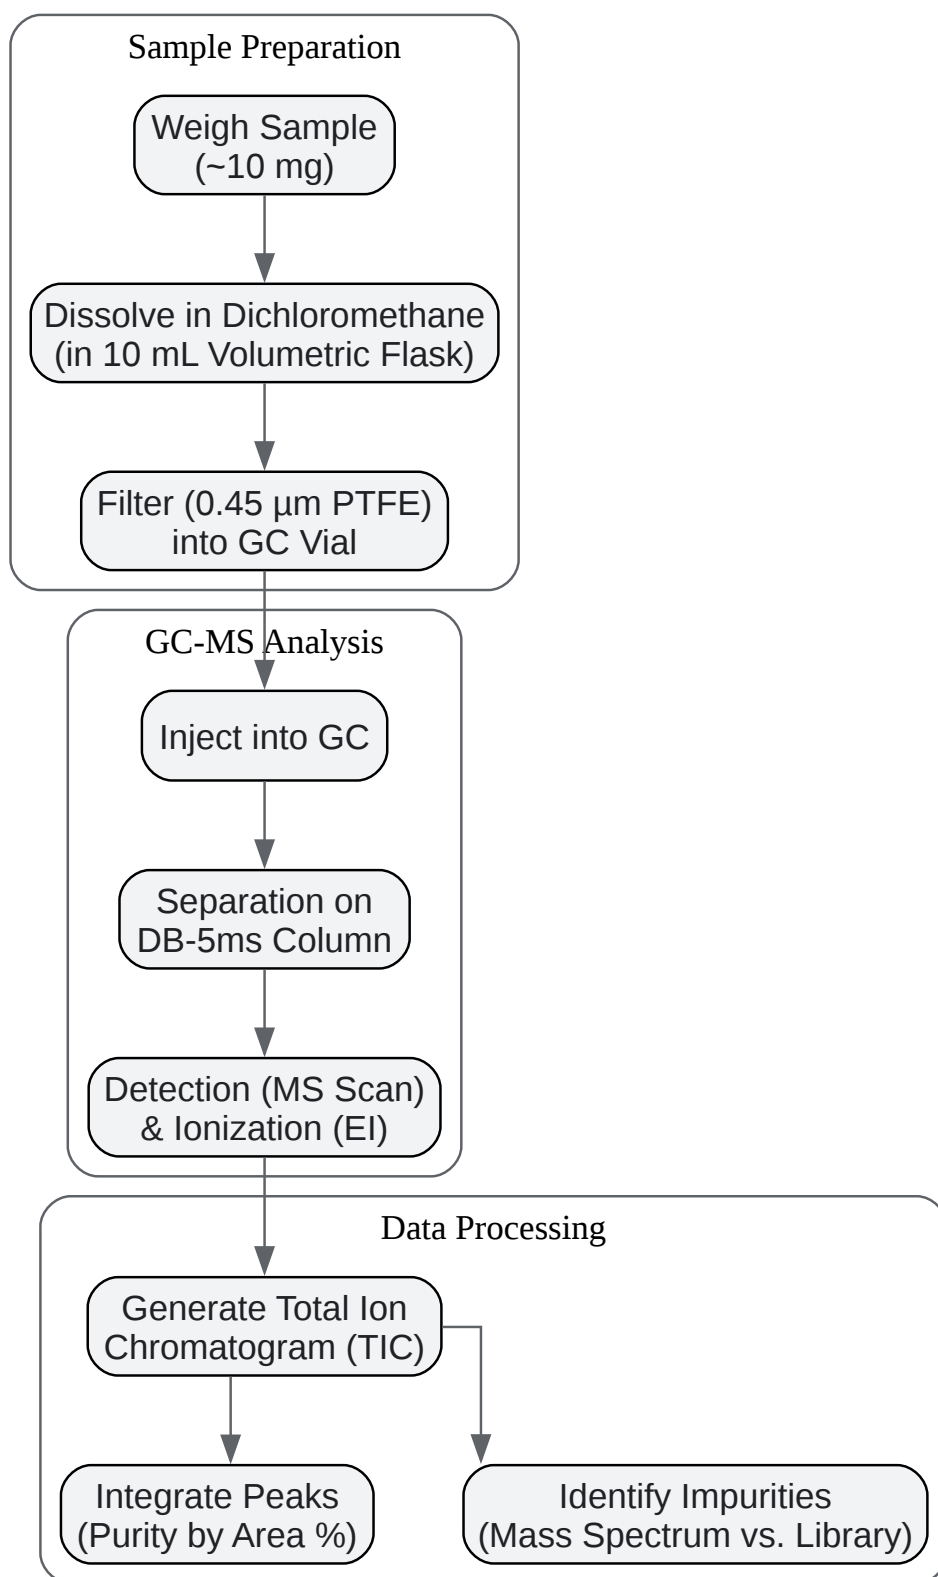 Sample Preparation
Weigh Sample
(~10 mg)
Dissolve in Dichloromethane
(in 10 mL Volumetric Flask)
Filter (0.45 µm PTFE)
into GC Vial
GC-MS Analysis
Inject into GC
Separation on
DB-5ms Column
Detection (MS Scan)
& Ionization (EI)
Data Processing
Generate Total Ion
Chromatogram (TIC)
Integrate Peaks
(Purity by Area %)
Identify Impurities
(Mass Spectrum vs. Library)